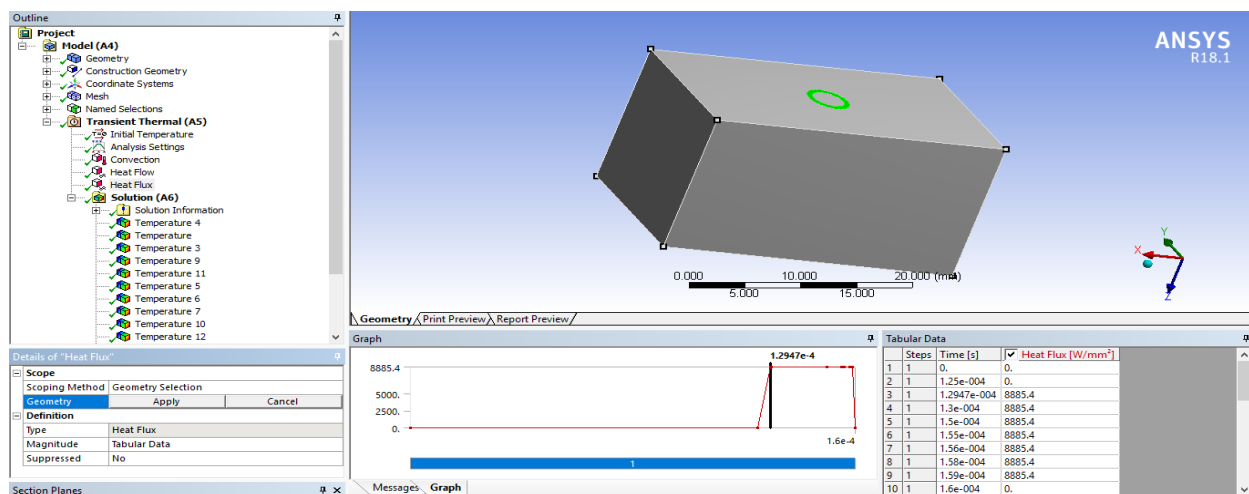 Outline
Project
Model (A4)
Geometry
Construction Geometry
Coordinate Systems
Mesh
Named Selections
Transient Thermal (A5)
Initial Temperature
Analysis Settings
Convection
Heat Flow
Heat Flux
Solution (A6)
Solution Information
Temperature 4
Temperature
Temperature 3
Temperature 9
Temperature 11
Temperature 5
Temperature 6
Temperature 7
Temperature 10
Temperature 12
Details of "Heat Flux"
Scope
Scoping Method Geometry Selection
Geometry Apply Cancel
Definition
Type Heat Flux
Magnitude Tabular Data
Suppressed No
Section Planes
ANSYS
R18.1
X Y Z
0.000 10.000 20.000 (mm)
5.000 15.000
Geometry Print Preview Report Preview
Graph
1.2947e-4
8885.4
5000.
2500.
0.
1.6e-4
1
Messages Graph
Tabular Data
Steps Time [s] Heat Flux [W/mm²]
1 1 0. 0.
2 1 1.25e-004 0.
3 1 1.2947e-004 8885.4
4 1 1.3e-004 8885.4
5 1 1.5e-004 8885.4
6 1 1.55e-004 8885.4
7 1 1.56e-004 8885.4
8 1 1.58e-004 8885.4
9 1 1.59e-004 8885.4
10 1 1.6e-004 0.